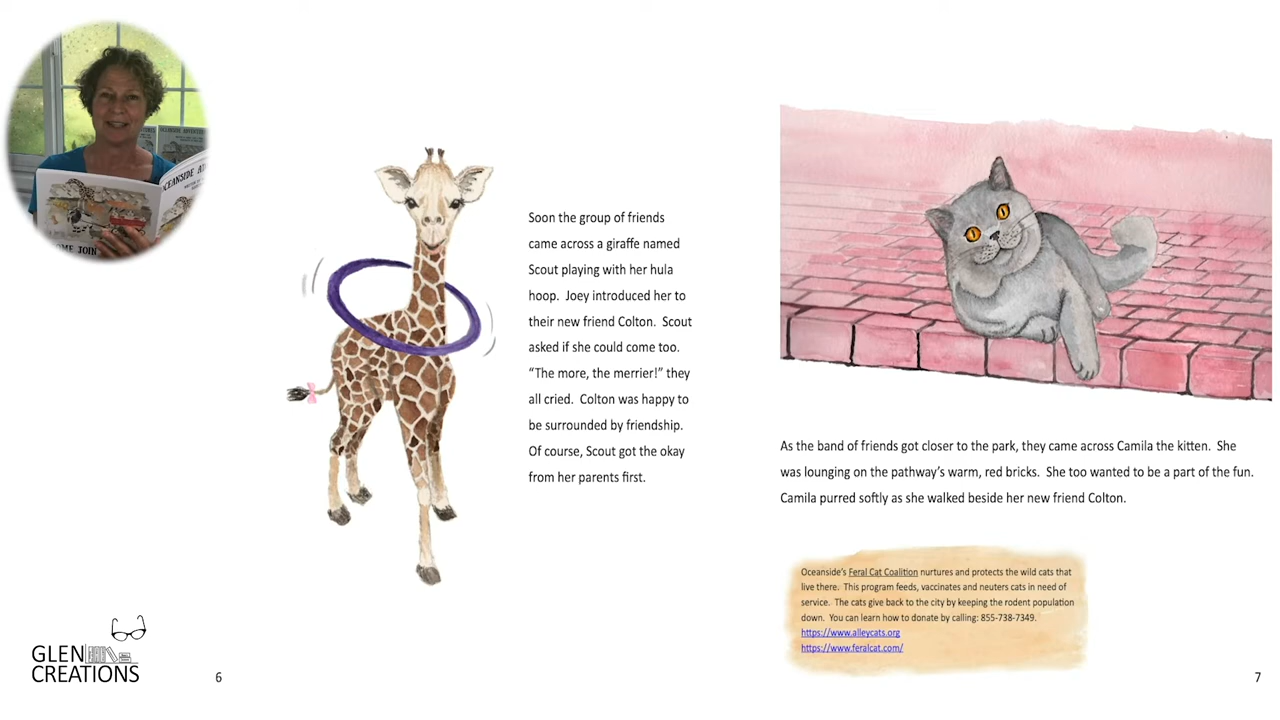 OCEANSIDE AD
COME JOIN
Soon the group of friends
came across a giraffe named
Scout playing with her hula
hoop. Joey introduced her to
their new friend Colton. Scout
asked if she could come too.
“The more, the merrier!” they
all cried. Colton was happy to
be surrounded by friendship.
Of course, Scout got the okay
from her parents first.
GLEN
CREATIONS
6
As the band of friends got closer to the park, they came across Camila the kitten. She
was lounging on the pathway’s warm, red bricks. She too wanted to be a part of the fun.
Camila purred softly as she walked beside her new friend Colton.
Oceanside’s Feral Cat Coalition nurtures and protects the wild cats that
live there. This program feeds, vaccinates and neuters cats in need of
service. The cats give back to the city by keeping the rodent population
down. You can learn how to donate by calling: 855-738-7349.
https://www.alleycats.org
https://www.feralcat.com/
7